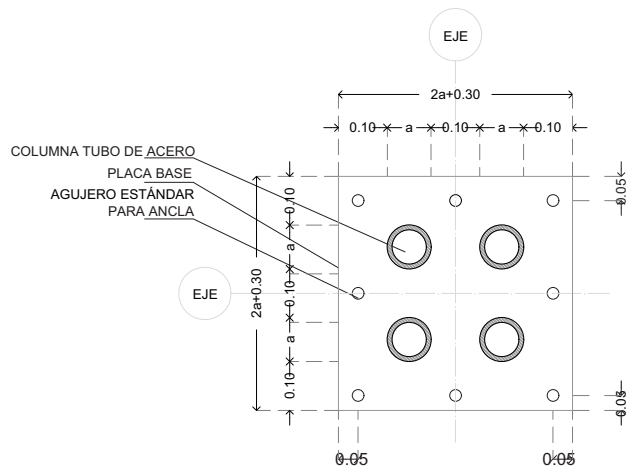 EJE
2a+0.30
0.10 a 0.10 a 0.10
COLUMNA TUBO DE ACERO
PLACA BASE
AGUJERO ESTÁNDAR
PARA ANCLA
0.10
a
0.10
a
0.10
2a+0.30
EJE
0.05
0.05
0.05
0.05